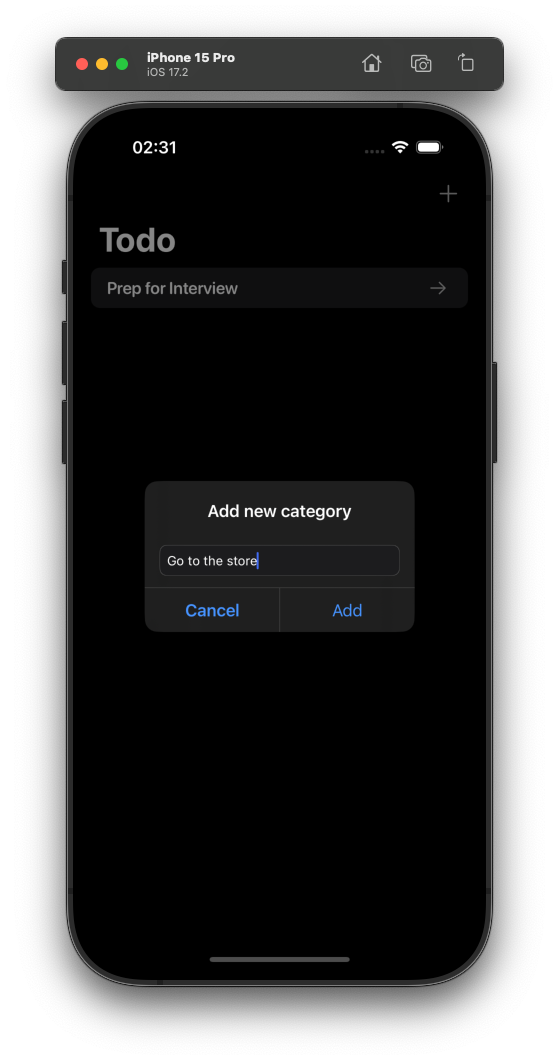 iPhone 15 Pro
iOS 17.2
02:31
Todo
Prep for Interview
Add new category
Go to the store
Cancel
Add